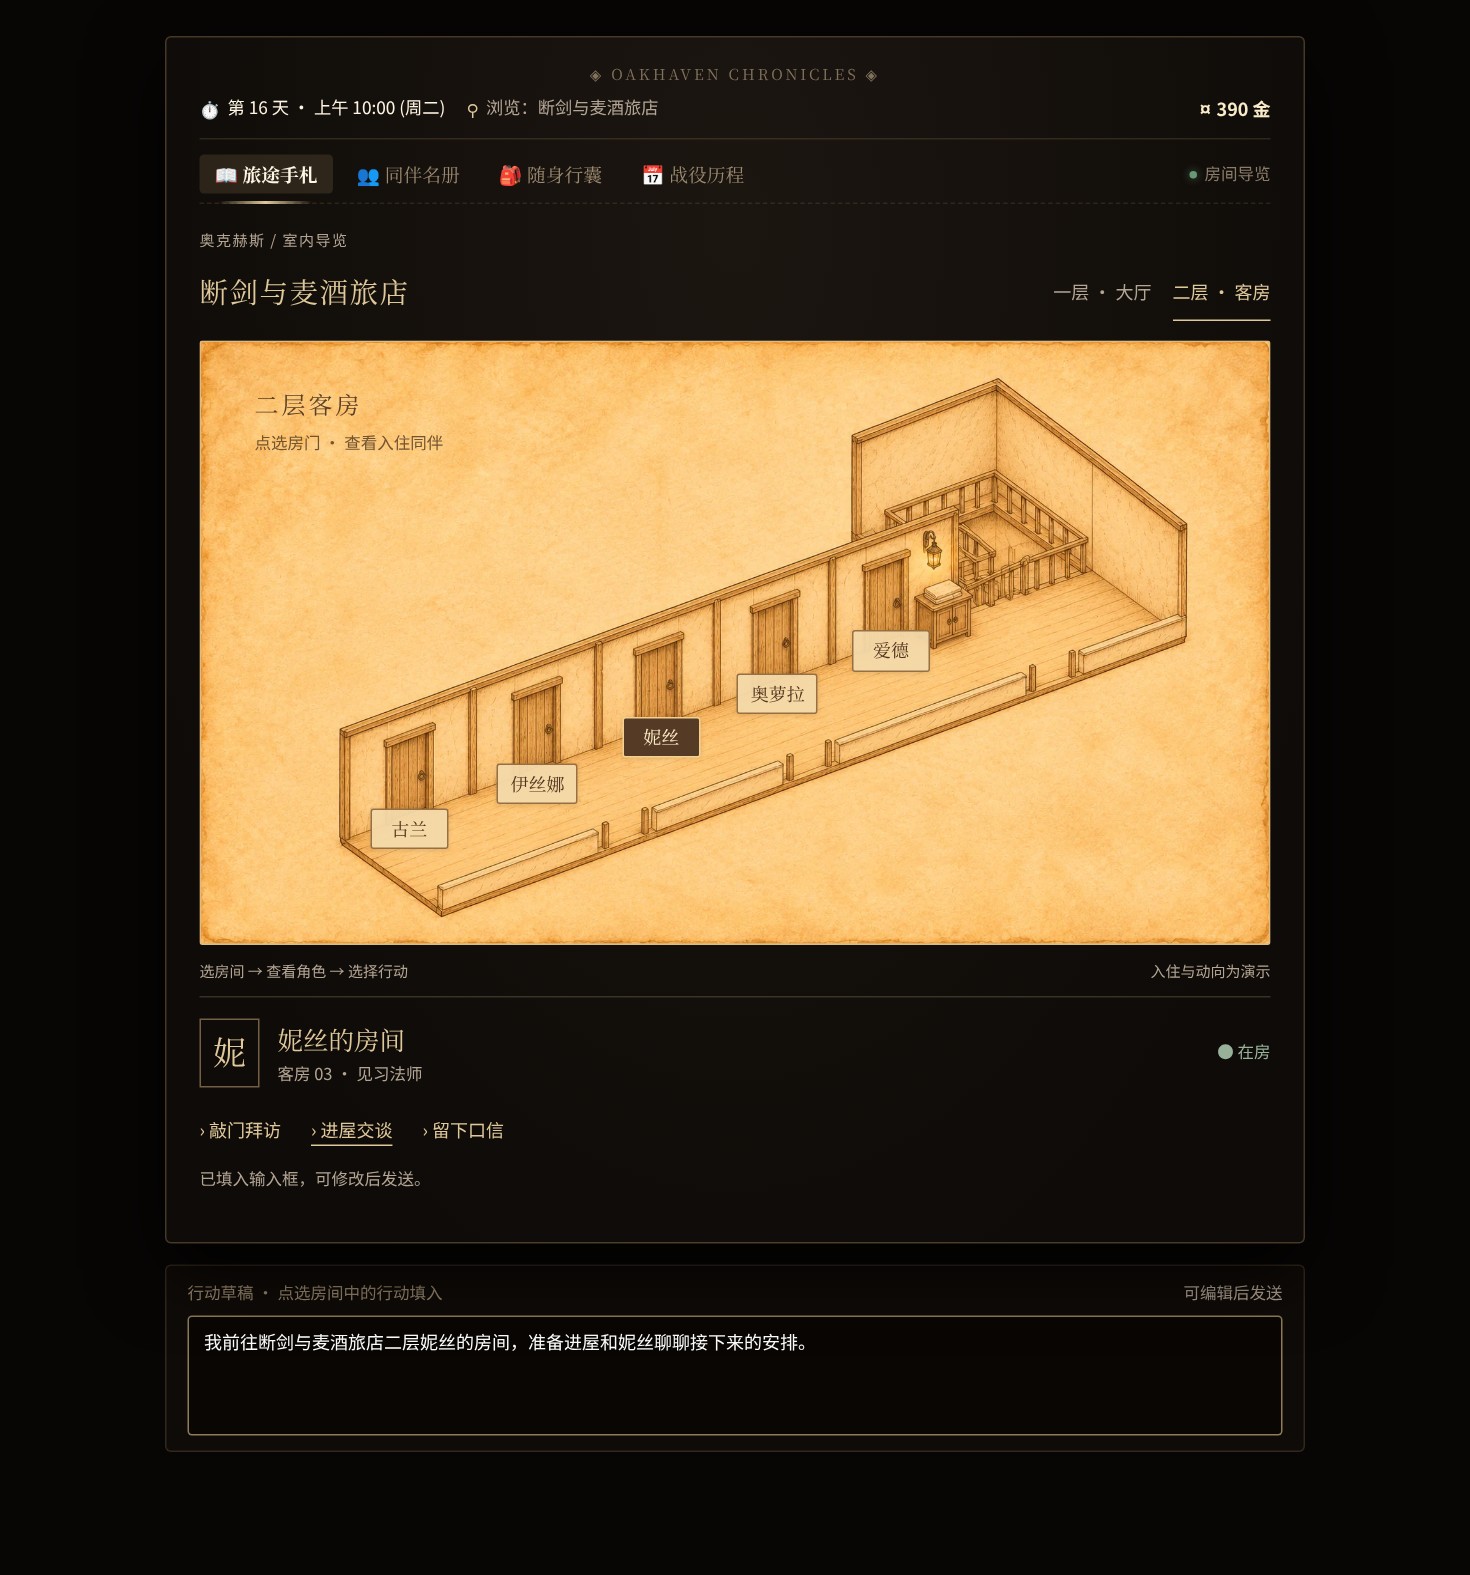 ◈ OAKHAVEN CHRONICLES ◈
第 16 天 · 上午 10:00 (周二) 浏览：断剑与麦酒旅店 ¤ 390 金
旅途手札 同伴名册 随身行囊 战役历程 房间导览
奥克赫斯 / 室内导览
断剑与麦酒旅店 一层 · 大厅 二层 · 客房
二层客房
点选房门 · 查看入住同伴
爱德
奥萝拉
妮丝
伊丝娜
古兰
选房间 → 查看角色 → 选择行动 入住与动向为演示
妮 妮丝的房间 在房
客房 03 · 见习法师
› 敲门拜访 › 进屋交谈 › 留下口信
已填入输入框，可修改后发送。
行动草稿 · 点选房间中的行动填入 可编辑后发送
我前往断剑与麦酒旅店二层妮丝的房间，准备进屋和妮丝聊聊接下来的安排。